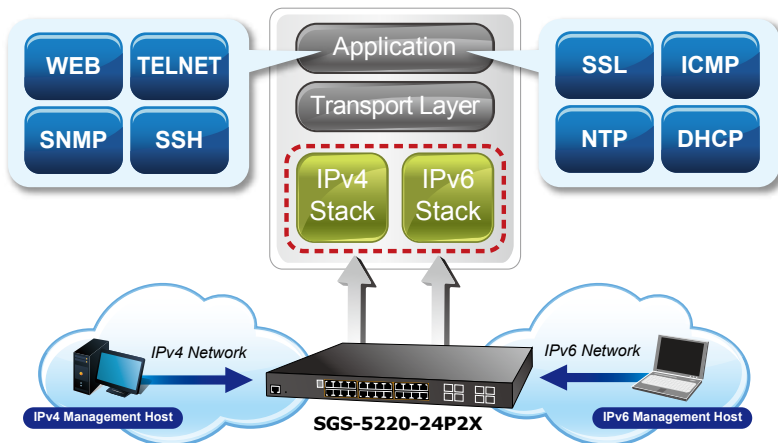 WEB TELNET
SNMP SSH
Application
Transport Layer
IPv4
Stack
IPv6
Stack
SSL ICMP
NTP DHCP
IPv4 Network
IPv4 Management Host
SGS-5220-24P2X
IPv6 Network
IPv6 Management Host